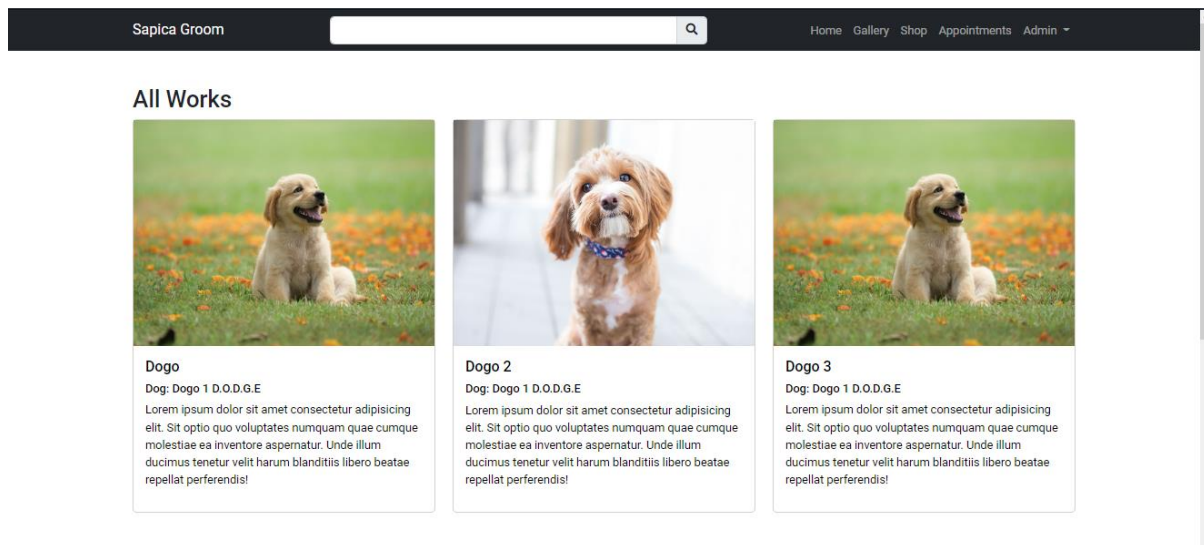 Sapica Groom
Home Gallery Shop Appointments Admin
All Works
Dogo
Dog: Dogo 1 D.O.D.G.E
Lorem ipsum dolor sit amet consectetur adipisicing
elit. Sit optio quo voluptates numquam quae cumque
molestiae ea inventore aspernatur. Unde illum
ducimus tenetur velit harum blanditiis libero beatae
repellat perferendis!
Dogo 2
Dog: Dogo 1 D.O.D.G.E
Lorem ipsum dolor sit amet consectetur adipisicing
elit. Sit optio quo voluptates numquam quae cumque
molestiae ea inventore aspernatur. Unde illum
ducimus tenetur velit harum blanditiis libero beatae
repellat perferendis!
Dogo 3
Dog: Dogo 1 D.O.D.G.E
Lorem ipsum dolor sit amet consectetur adipisicing
elit. Sit optio quo voluptates numquam quae cumque
molestiae ea inventore aspernatur. Unde illum
ducimus tenetur velit harum blanditiis libero beatae
repellat perferendis!